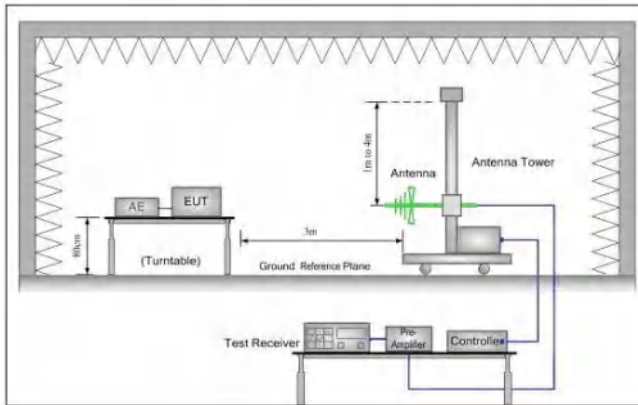 1m to 4m
Antenna
Antenna Tower
AE
EUT
80cm
(Turntable)
3m
Ground Reference Plane
Test Receiver
Pre-
Amplifier
Controller